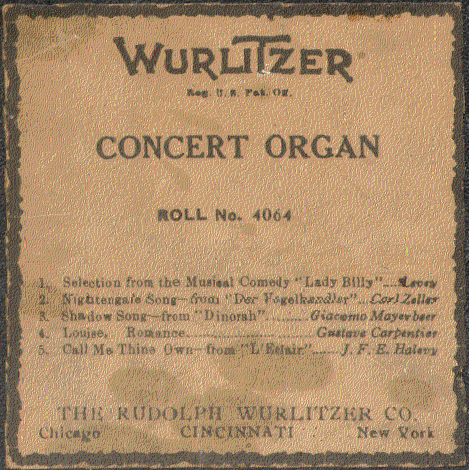 WURLITZER
Reg. U.S. Pat. Off.
CONCERT ORGAN
ROLL No. 4064
1. Selection from the Musical Comedy "Lady Billy"....Levey
2. Nightengale Song—from "Der Vogelhandler"...Carl Zeller
3. Shadow Song—from "Dinorah"..........Giacomo Mayerbeer
4. Louise, Romance..............................Gustave Carpentier
5. Call Me Thine Own—from "L'Eclair".......J. F. E. Halevy
THE RUDOLPH WURLITZER CO.
Chicago CINCINNATI New York